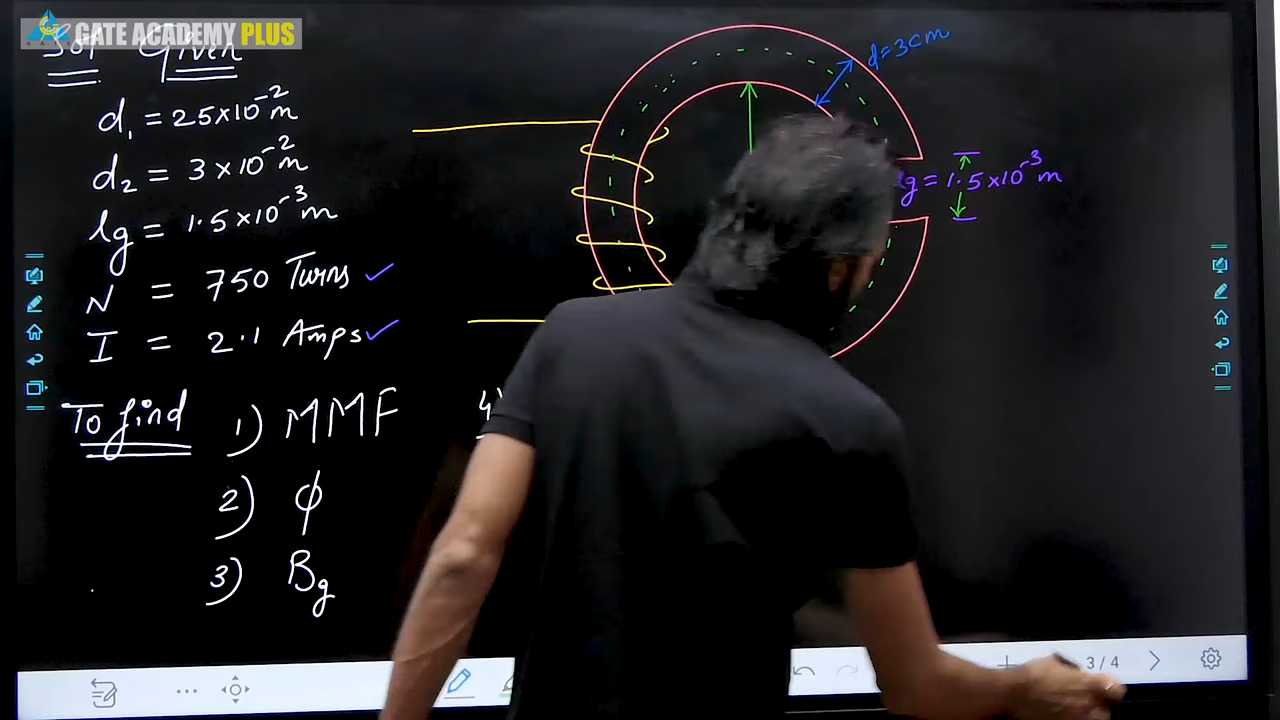 GATE ACADEMY PLUS
Sol Given
d₁ = 25×10⁻² m
d₂ = 3×10⁻² m
lg = 1.5×10⁻³ m
N = 750 Turns ✓
I = 2.1 Amps ✓
To find 1) MMF
2) φ
3) Bg
4)
d=3cm
lg = 1.5×10⁻³ m
3 / 4